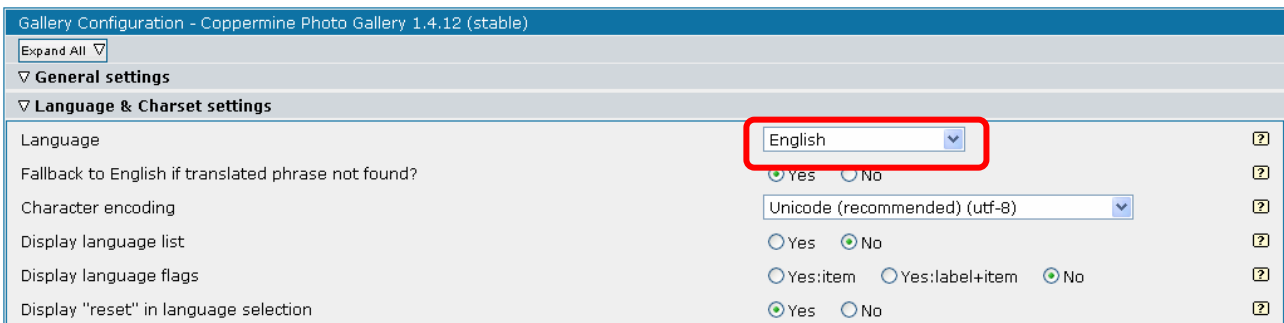 Gallery Configuration - Coppermine Photo Gallery 1.4.12 (stable)
Expand All
General settings
Language & Charset settings
Language English ?
Fallback to English if translated phrase not found? Yes No ?
Character encoding Unicode (recommended) (utf-8) ?
Display language list Yes No ?
Display language flags Yes:item Yes:label+item No ?
Display "reset" in language selection Yes No ?